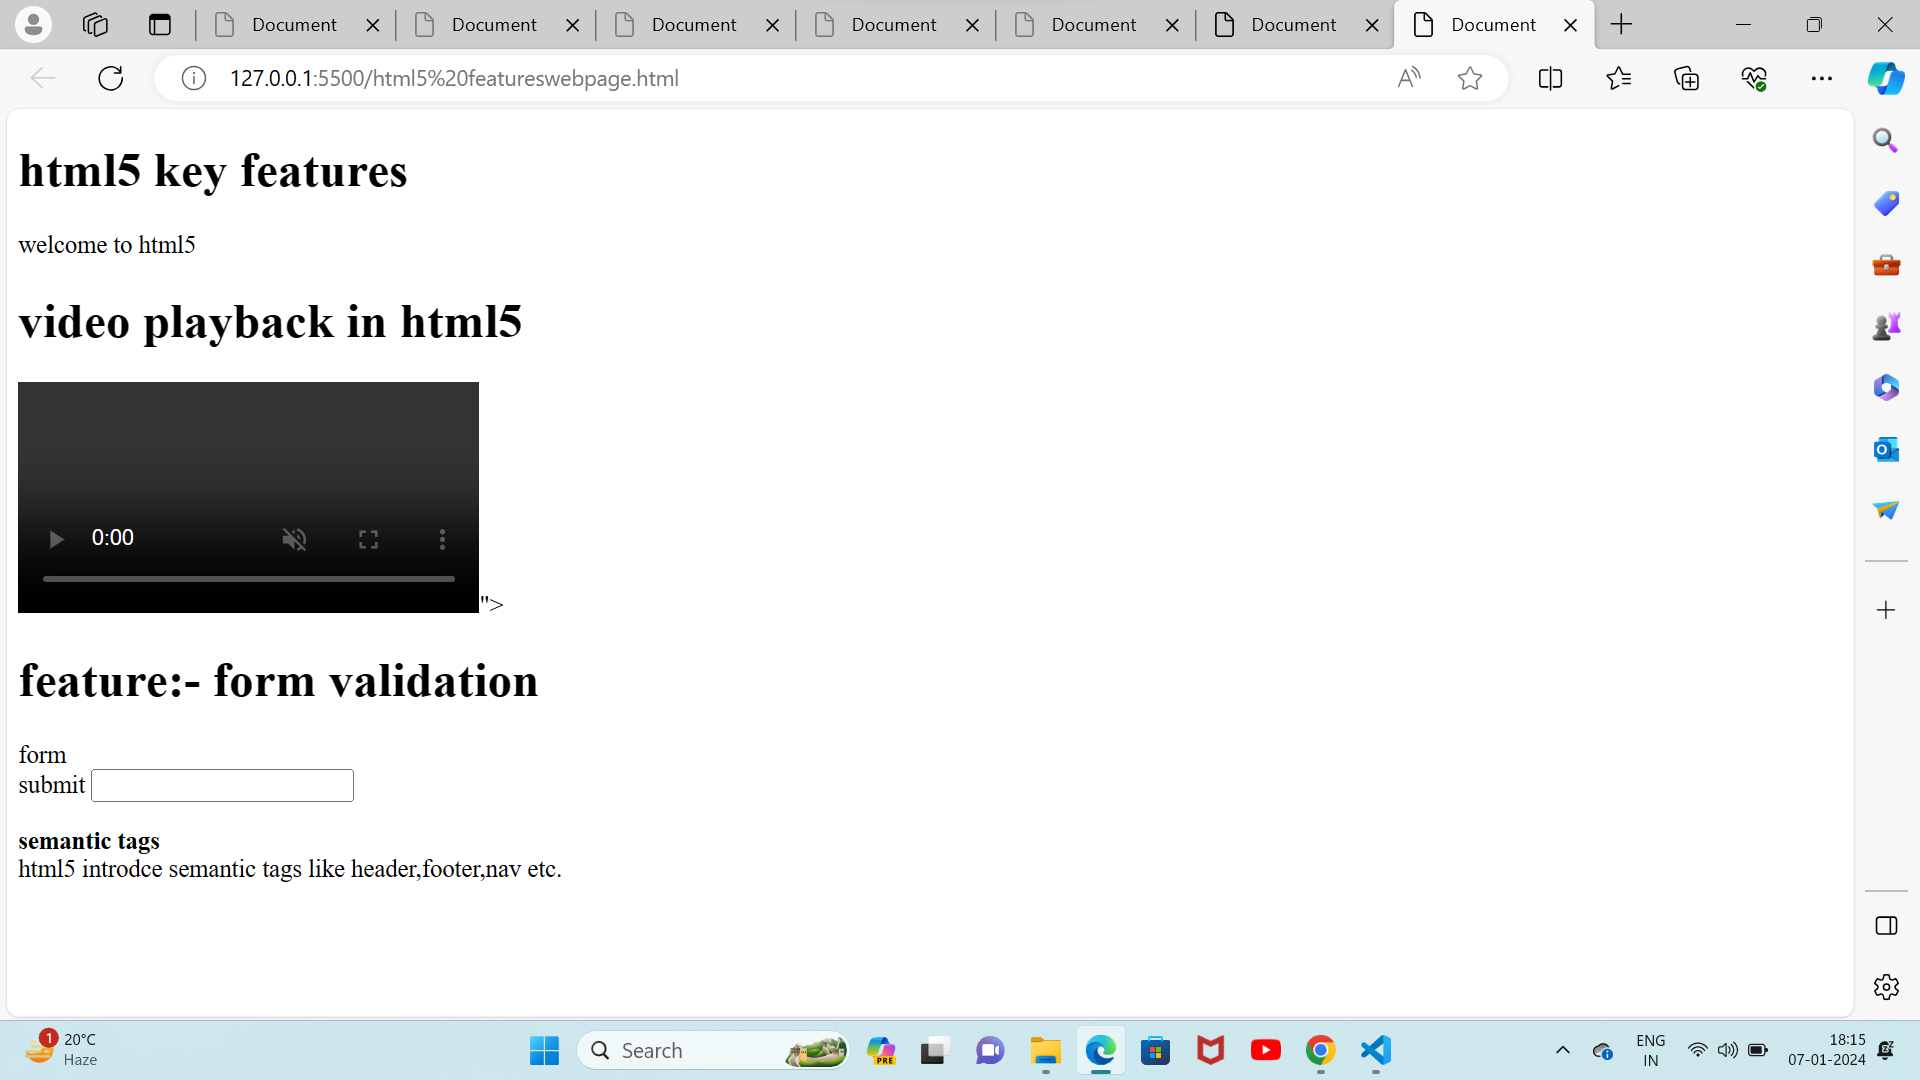 Document Document Document Document Document Document Document
127.0.0.1:5500/html5%20featureswebpage.html
html5 key features
welcome to html5
video playback in html5
0:00
">
feature:- form validation
form
submit
semantic tags
html5 introdce semantic tags like header,footer,nav etc.
1
20°C
Haze
Search
PRE
ENG
IN
18:15
07-01-2024